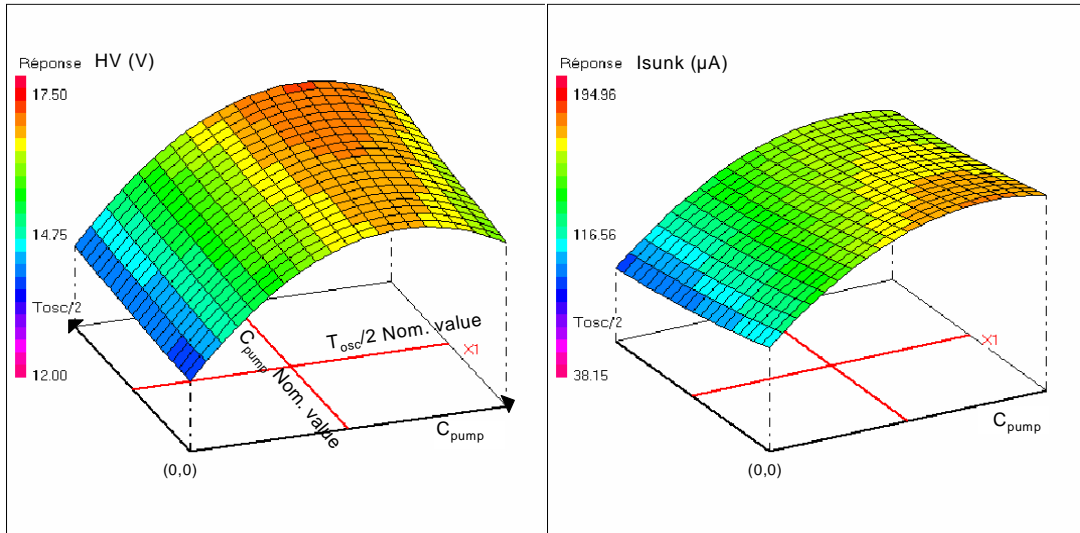 Réponse HV (V)
17.50
14.75
Tosc/2
12.00
Tosc/2 Nom. value
Cpump Nom. value
X1
Cpump
(0,0)
Réponse Isunk (µA)
194.96
116.56
Tosc/2
38.15
X1
Cpump
(0,0)